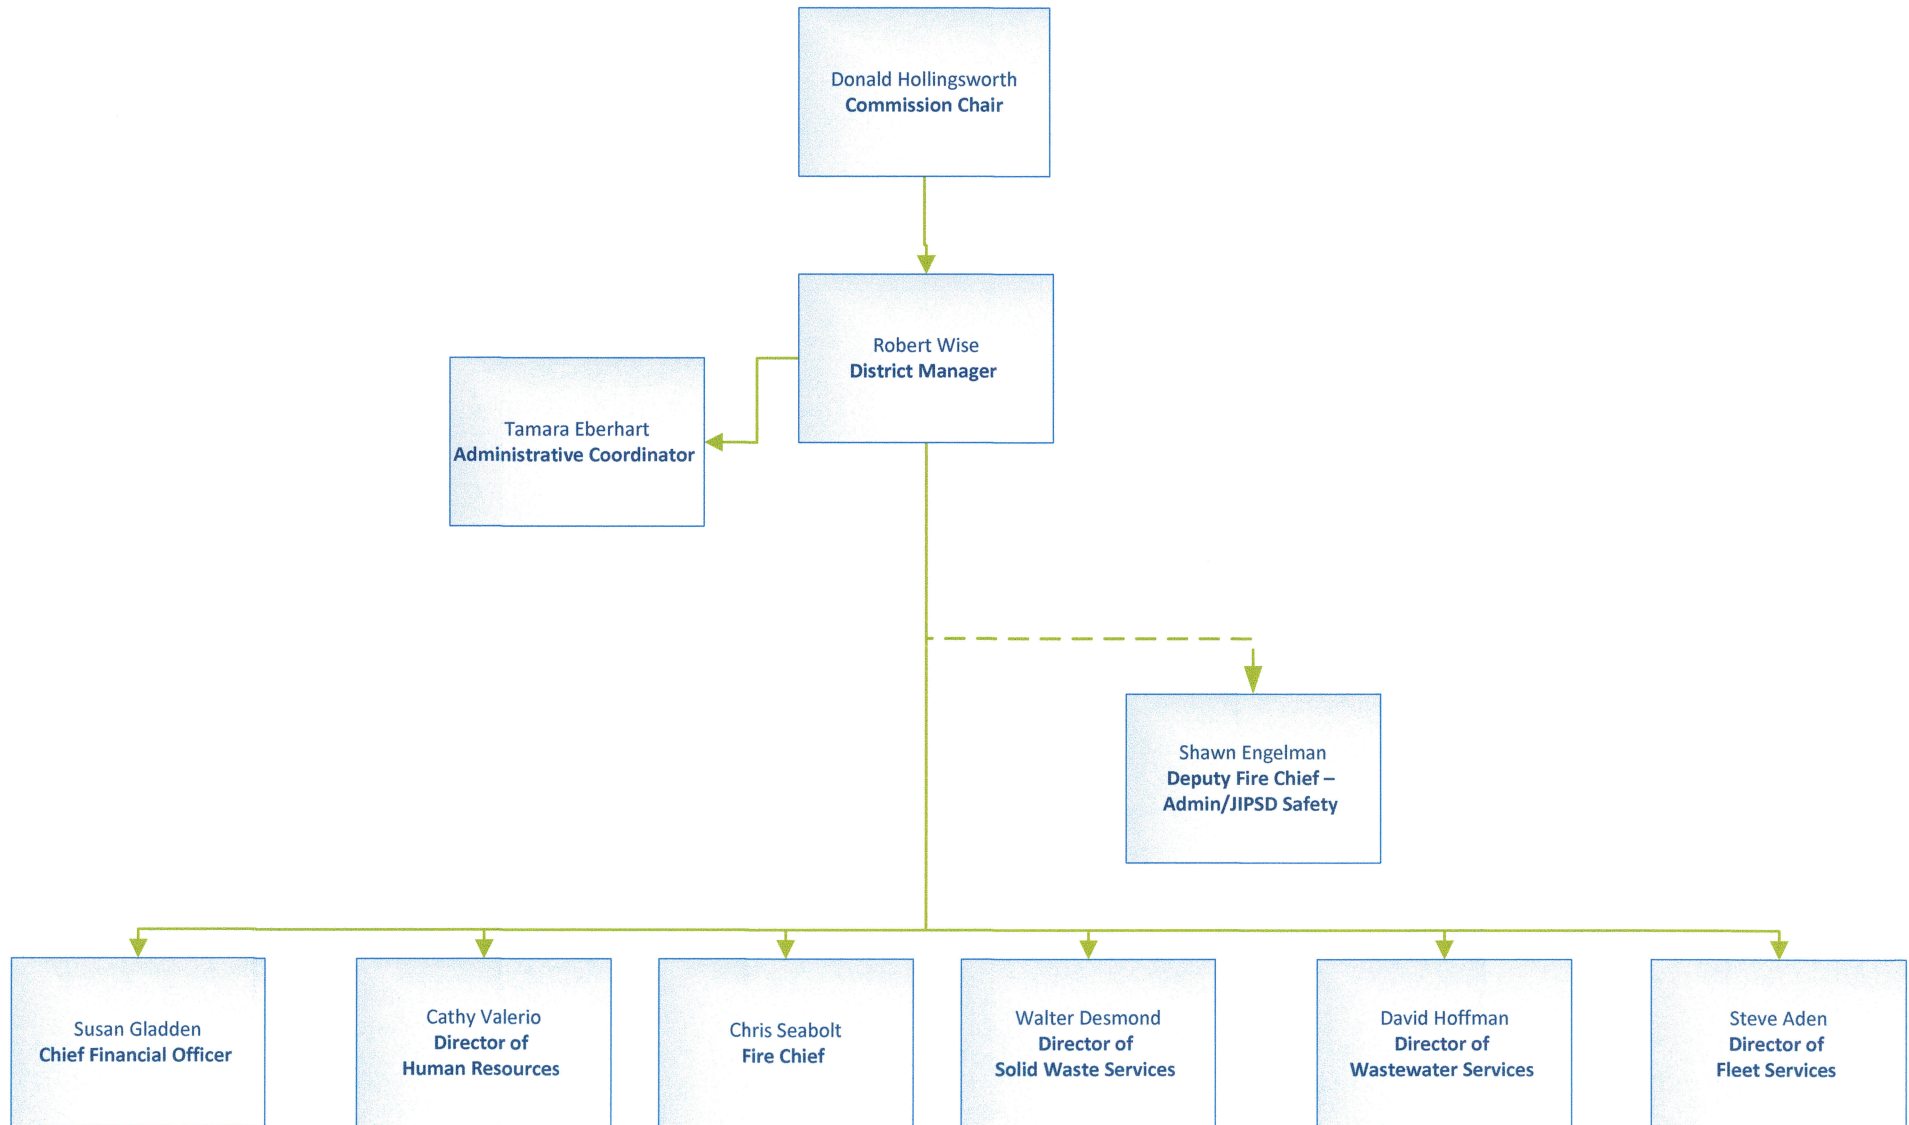 Donald Hollingsworth
Commission Chair
Robert Wise
District Manager
Tamara Eberhart
Administrative Coordinator
Shawn Engelman
Deputy Fire Chief –
Admin/JIPSD Safety
Susan Gladden
Chief Financial Officer
Cathy Valerio
Director of
Human Resources
Chris Seabolt
Fire Chief
Walter Desmond
Director of
Solid Waste Services
David Hoffman
Director of
Wastewater Services
Steve Aden
Director of
Fleet Services